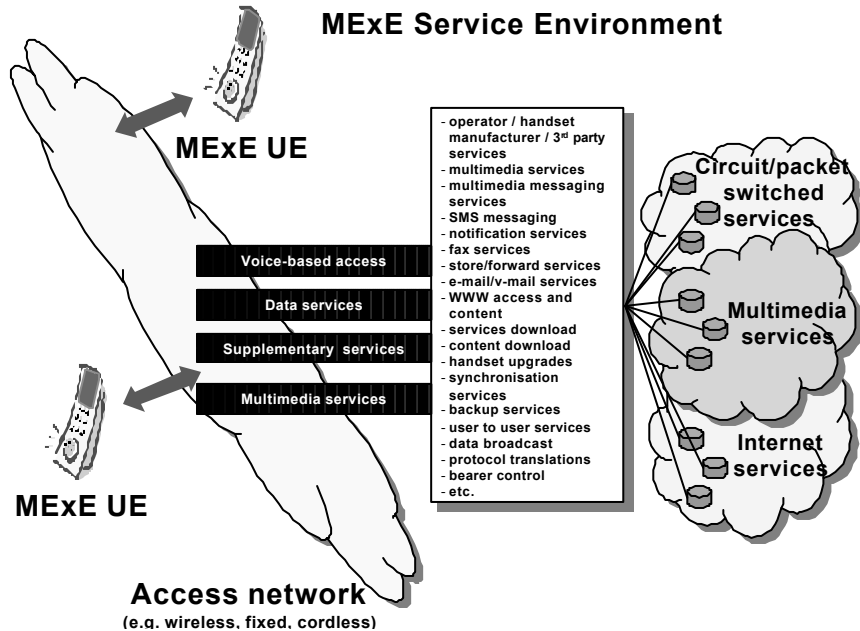 MExE Service Environment
MExE UE
- operator / handset
manufacturer / 3rd party
services
- multimedia services
- multimedia messaging
services
- SMS messaging
- notification services
- fax services
- store/forward services
- e-mail/v-mail services
- WWW access and
content
- services download
- content download
- handset upgrades
- synchronisation
services
- backup services
- user to user services
- data broadcast
- protocol translations
- bearer control
- etc.
Voice-based access
Data services
Supplementary services
Multimedia services
Circuit/packet
switched
services
Multimedia
services
Internet
services
MExE UE
Access network
(e.g. wireless, fixed, cordless)